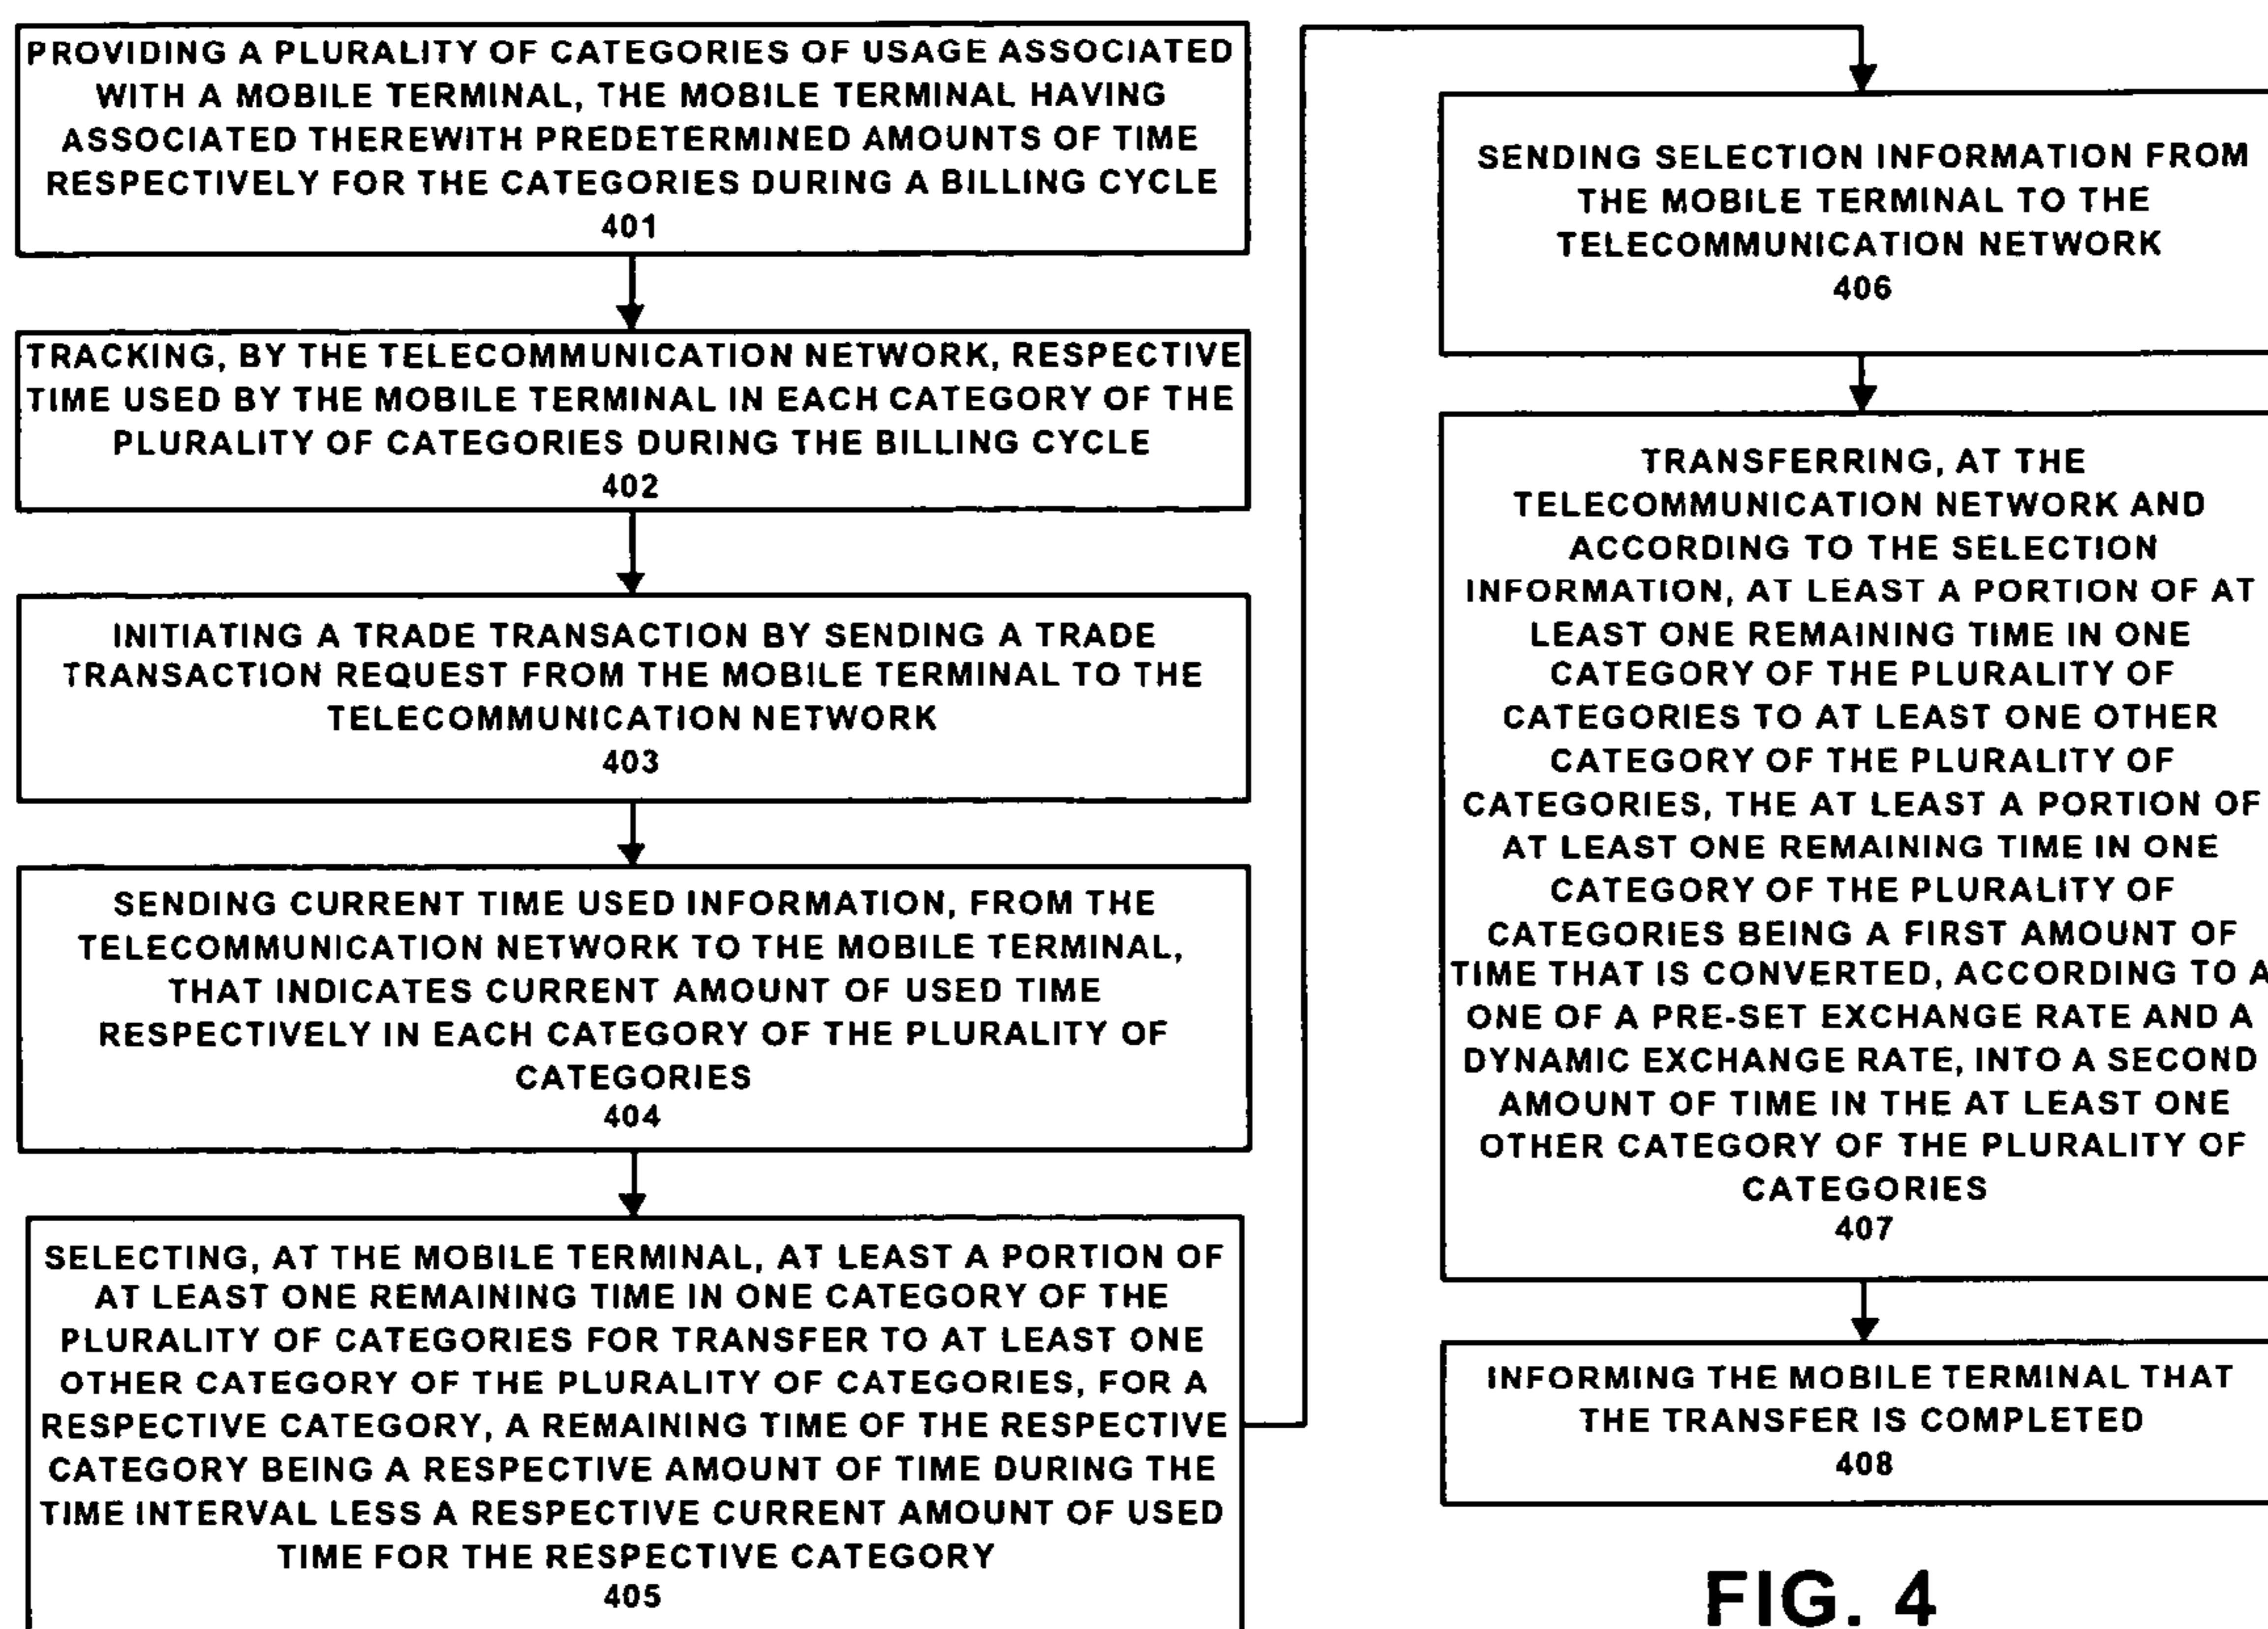 PROVIDING A PLURALITY OF CATEGORIES OF USAGE ASSOCIATED
WITH A MOBILE TERMINAL, THE MOBILE TERMINAL HAVING
ASSOCIATED THEREWITH PREDETERMINED AMOUNTS OF TIME
RESPECTIVELY FOR THE CATEGORIES DURING A BILLING CYCLE
401
TRACKING, BY THE TELECOMMUNICATION NETWORK, RESPECTIVE
TIME USED BY THE MOBILE TERMINAL IN EACH CATEGORY OF THE
PLURALITY OF CATEGORIES DURING THE BILLING CYCLE
402
INITIATING A TRADE TRANSACTION BY SENDING A TRADE
TRANSACTION REQUEST FROM THE MOBILE TERMINAL TO THE
TELECOMMUNICATION NETWORK
403
SENDING CURRENT TIME USED INFORMATION, FROM THE
TELECOMMUNICATION NETWORK TO THE MOBILE TERMINAL,
THAT INDICATES CURRENT AMOUNT OF USED TIME
RESPECTIVELY IN EACH CATEGORY OF THE PLURALITY OF
CATEGORIES
404
SELECTING, AT THE MOBILE TERMINAL, AT LEAST A PORTION OF
AT LEAST ONE REMAINING TIME IN ONE CATEGORY OF THE
PLURALITY OF CATEGORIES FOR TRANSFER TO AT LEAST ONE
OTHER CATEGORY OF THE PLURALITY OF CATEGORIES, FOR A
RESPECTIVE CATEGORY, A REMAINING TIME OF THE RESPECTIVE
CATEGORY BEING A RESPECTIVE AMOUNT OF TIME DURING THE
TIME INTERVAL LESS A RESPECTIVE CURRENT AMOUNT OF USED
TIME FOR THE RESPECTIVE CATEGORY
405
SENDING SELECTION INFORMATION FROM
THE MOBILE TERMINAL TO THE
TELECOMMUNICATION NETWORK
406
TRANSFERRING, AT THE
TELECOMMUNICATION NETWORK AND
ACCORDING TO THE SELECTION
INFORMATION, AT LEAST A PORTION OF AT
LEAST ONE REMAINING TIME IN ONE
CATEGORY OF THE PLURALITY OF
CATEGORIES TO AT LEAST ONE OTHER
CATEGORY OF THE PLURALITY OF
CATEGORIES, THE AT LEAST A PORTION OF
AT LEAST ONE REMAINING TIME IN ONE
CATEGORY OF THE PLURALITY OF
CATEGORIES BEING A FIRST AMOUNT OF
TIME THAT IS CONVERTED, ACCORDING TO A
ONE OF A PRE-SET EXCHANGE RATE AND A
DYNAMIC EXCHANGE RATE, INTO A SECOND
AMOUNT OF TIME IN THE AT LEAST ONE
OTHER CATEGORY OF THE PLURALITY OF
CATEGORIES
407
INFORMING THE MOBILE TERMINAL THAT
THE TRANSFER IS COMPLETED
408
FIG. 4